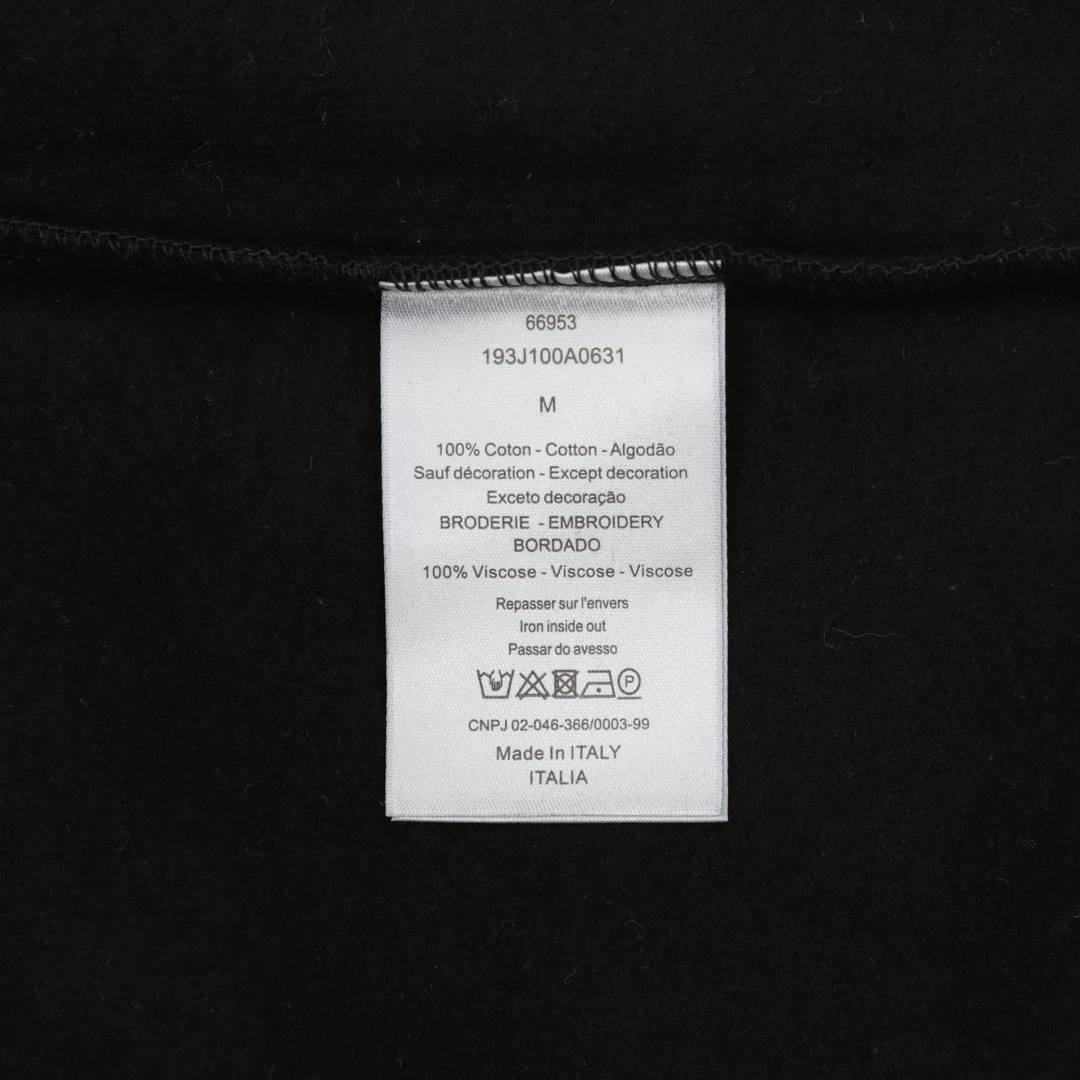 66953
193J100A0631
M
100% Coton - Cotton - Algodão
Sauf décoration - Except decoration
Exceto decoração
BRODERIE - EMBROIDERY
BORDADO
100% Viscose - Viscose - Viscose
Repasser sur l'envers
Iron inside out
Passar do avesso
P
CNPJ 02-046-366/0003-99
Made In ITALY
ITALIA